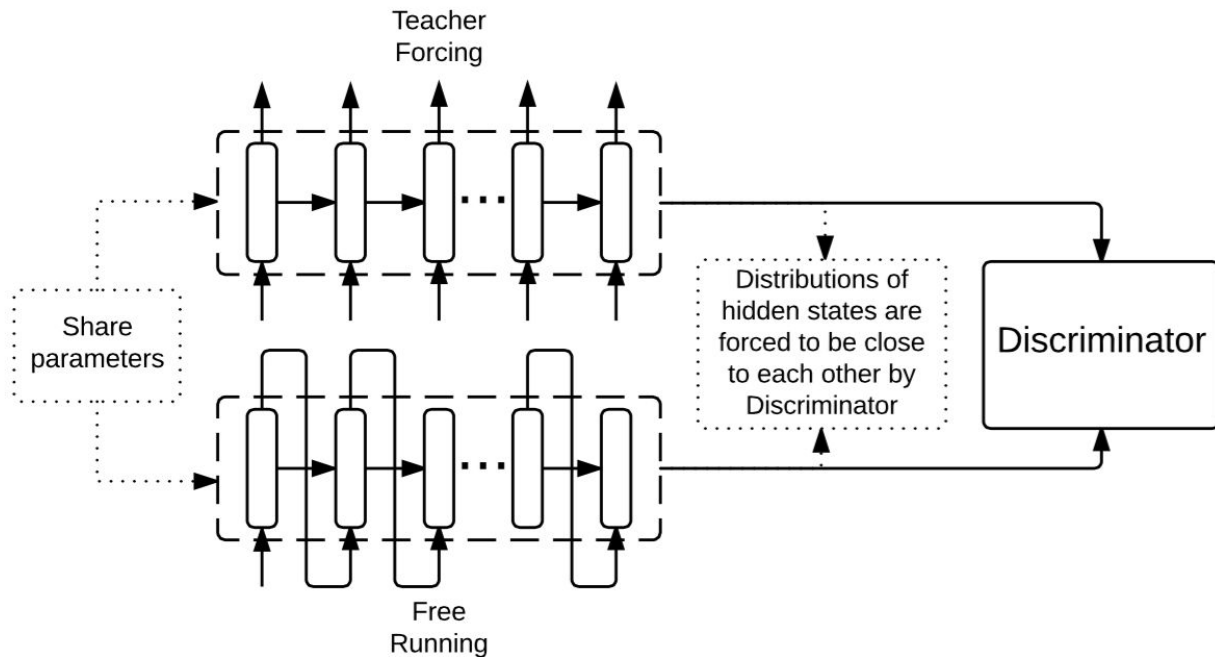 Teacher
Forcing
Share
parameters
Distributions of
hidden states are
forced to be close
to each other by
Discriminator
Discriminator
Free
Running